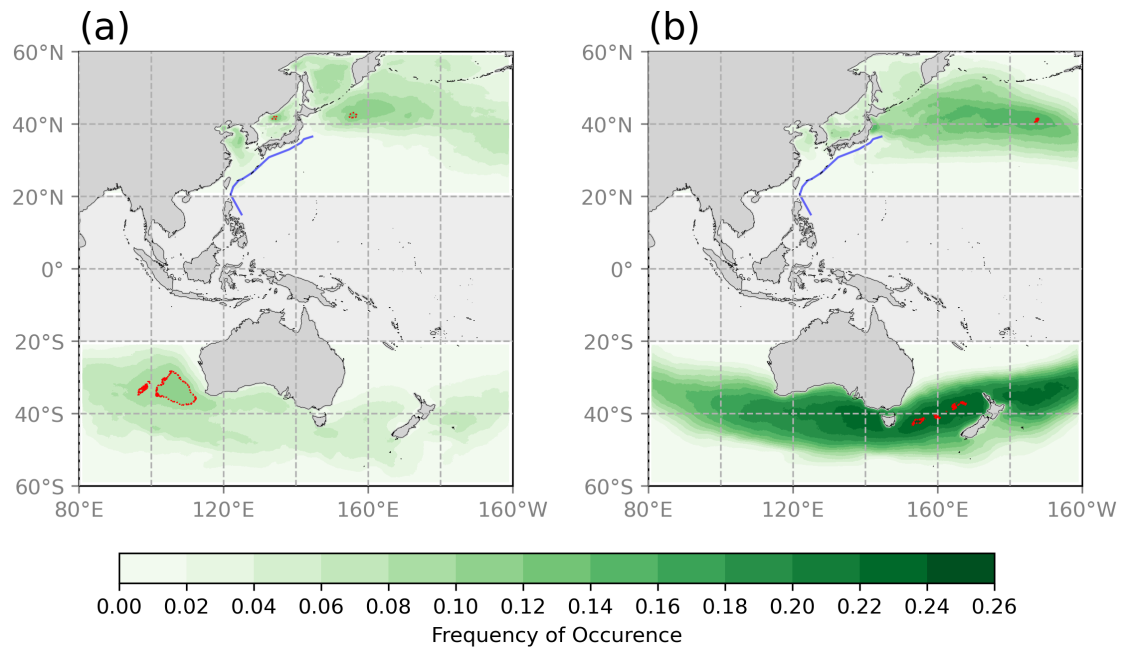 (a) (b)
60°N 60°N
40°N 40°N
20°N 20°N
0° 0°
20°S 20°S
40°S 40°S
60°S 60°S
80°E 120°E 160°E 160°W 80°E 120°E 160°E 160°W
0.00 0.02 0.04 0.06 0.08 0.10 0.12 0.14 0.16 0.18 0.20 0.22 0.24 0.26
Frequency of Occurence